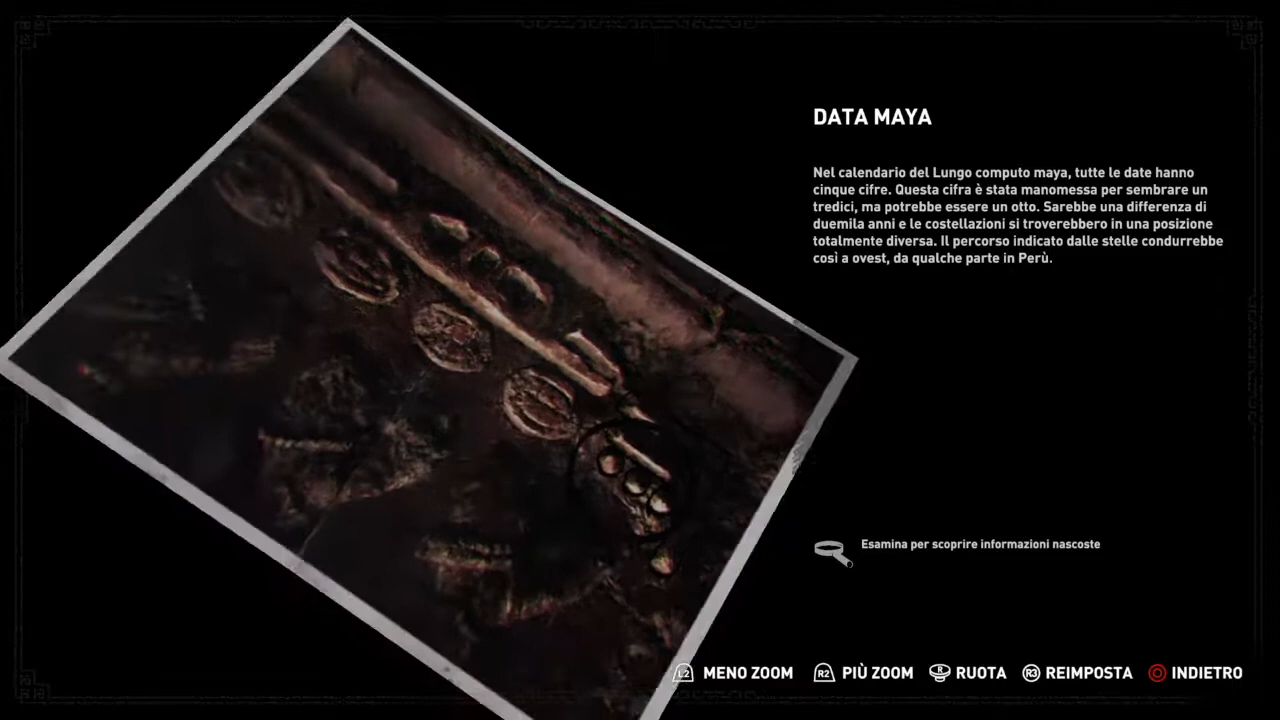 DATA MAYA
Nel calendario del Lungo computo maya, tutte le date hanno
cinque cifre. Questa cifra è stata manomessa per sembrare un
tredici, ma potrebbe essere un otto. Sarebbe una differenza di
duemila anni e le costellazioni si troverebbero in una posizione
totalmente diversa. Il percorso indicato dalle stelle condurrebbe
così a ovest, da qualche parte in Perù.
Esamina per scoprire informazioni nascoste
L2 MENO ZOOM R2 PIÙ ZOOM R RUOTA R3 REIMPOSTA INDIETRO